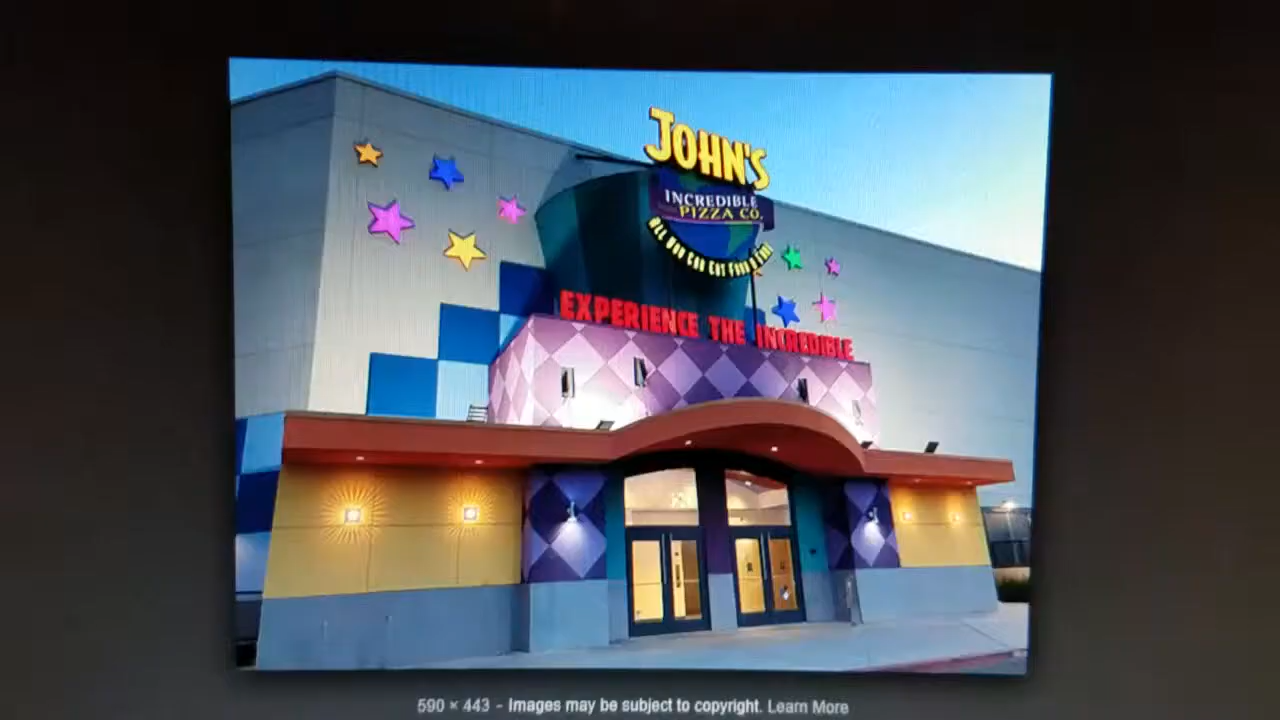 JOHN'S
INCREDIBLE
PIZZA CO.
ALL YOU CAN EAT FOOD & FUN
EXPERIENCE THE INCREDIBLE
590 × 443 - Images may be subject to copyright. Learn More